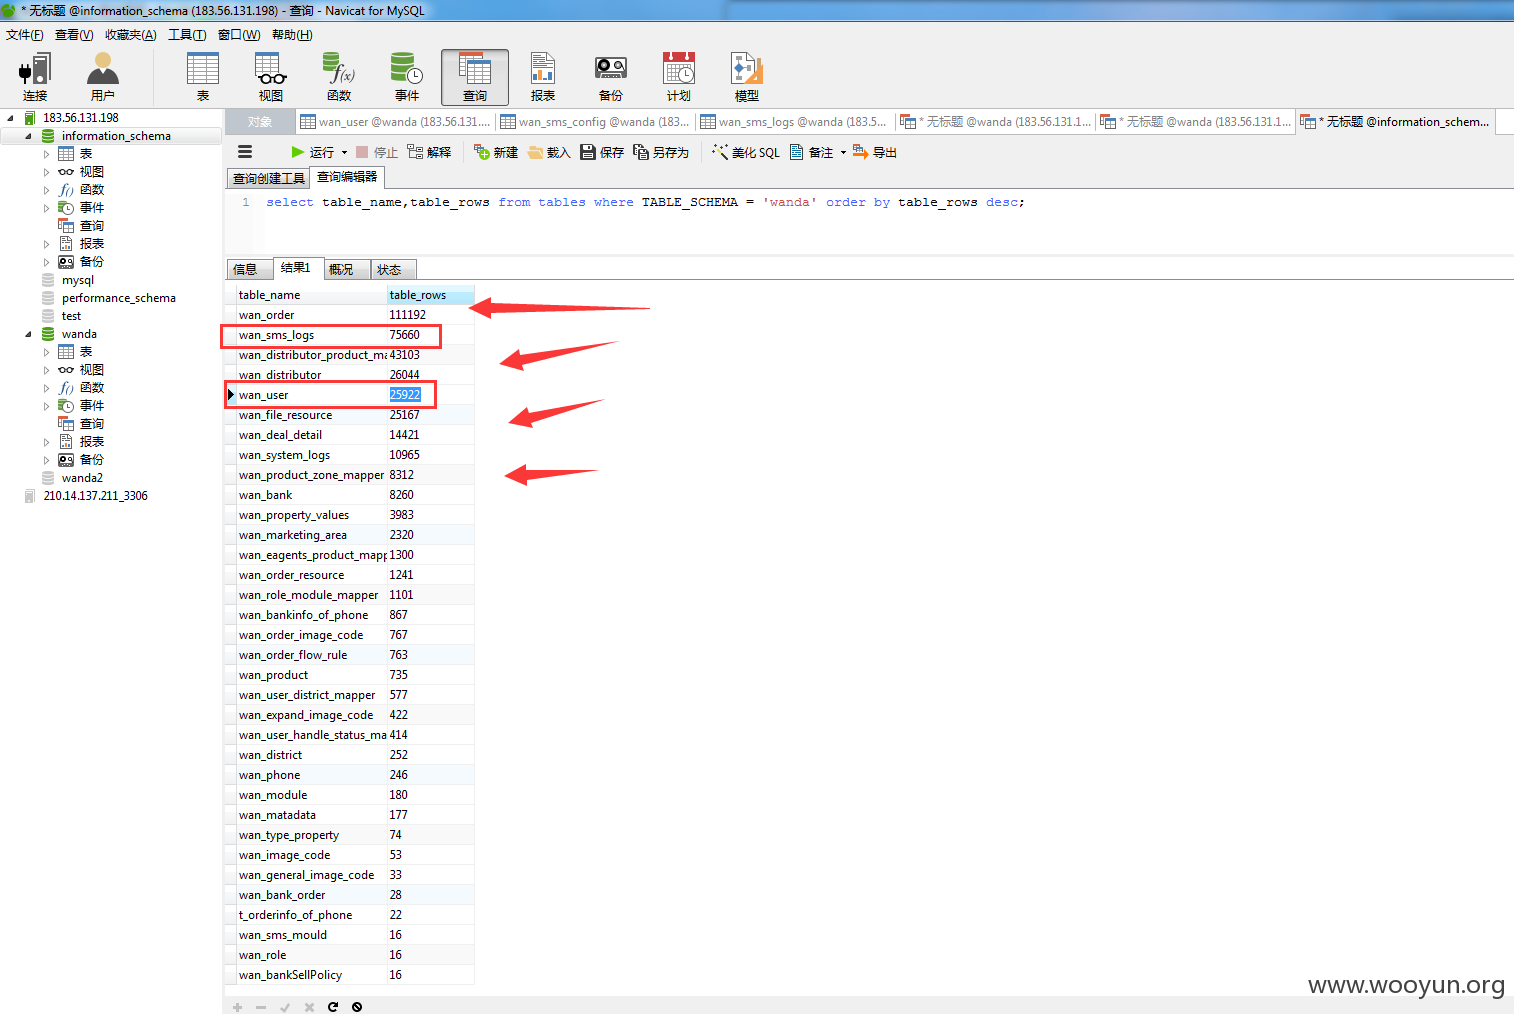 * 无标题 @information_schema (183.56.131.198) - 查询 - Navicat for MySQL
文件(F) 查看(V) 收藏夹(A) 工具(T) 窗口(W) 帮助(H)
连接 用户 表 视图 函数 事件 查询 报表 备份 计划 模型
183.56.131.198
information_schema
表
视图
函数
事件
查询
报表
备份
mysql
performance_schema
test
wanda
表
视图
函数
事件
查询
报表
备份
wanda2
210.14.137.211_3306
对象 wan_user @wanda (183.56.131.... wan_sms_config @wanda (183... wan_sms_logs @wanda (183.5... * 无标题 @wanda (183.56.131.1... * 无标题 @wanda (183.56.131.1... * 无标题 @information_schem...
运行 停止 解释 新建 载入 保存 另存为 美化 SQL 备注 导出
查询创建工具 查询编辑器
1 select table_name,table_rows from tables where TABLE_SCHEMA = 'wanda' order by table_rows desc;
信息 结果1 概况 状态
table_name table_rows
wan_order 111192
wan_sms_logs 75660
wan_distributor_product_ma 43103
wan_distributor 26044
wan_user 25922
wan_file_resource 25167
wan_deal_detail 14421
wan_system_logs 10965
wan_product_zone_mapper 8312
wan_bank 8260
wan_property_values 3983
wan_marketing_area 2320
wan_eagents_product_mapp 1300
wan_order_resource 1241
wan_role_module_mapper 1101
wan_bankinfo_of_phone 867
wan_order_image_code 767
wan_order_flow_rule 763
wan_product 735
wan_user_district_mapper 577
wan_expand_image_code 422
wan_user_handle_status_ma 414
wan_district 252
wan_phone 246
wan_module 180
wan_matadata 177
wan_type_property 74
wan_image_code 53
wan_general_image_code 33
wan_bank_order 28
t_orderinfo_of_phone 22
wan_sms_mould 16
wan_role 16
wan_bankSellPolicy 16
www.wooyun.org